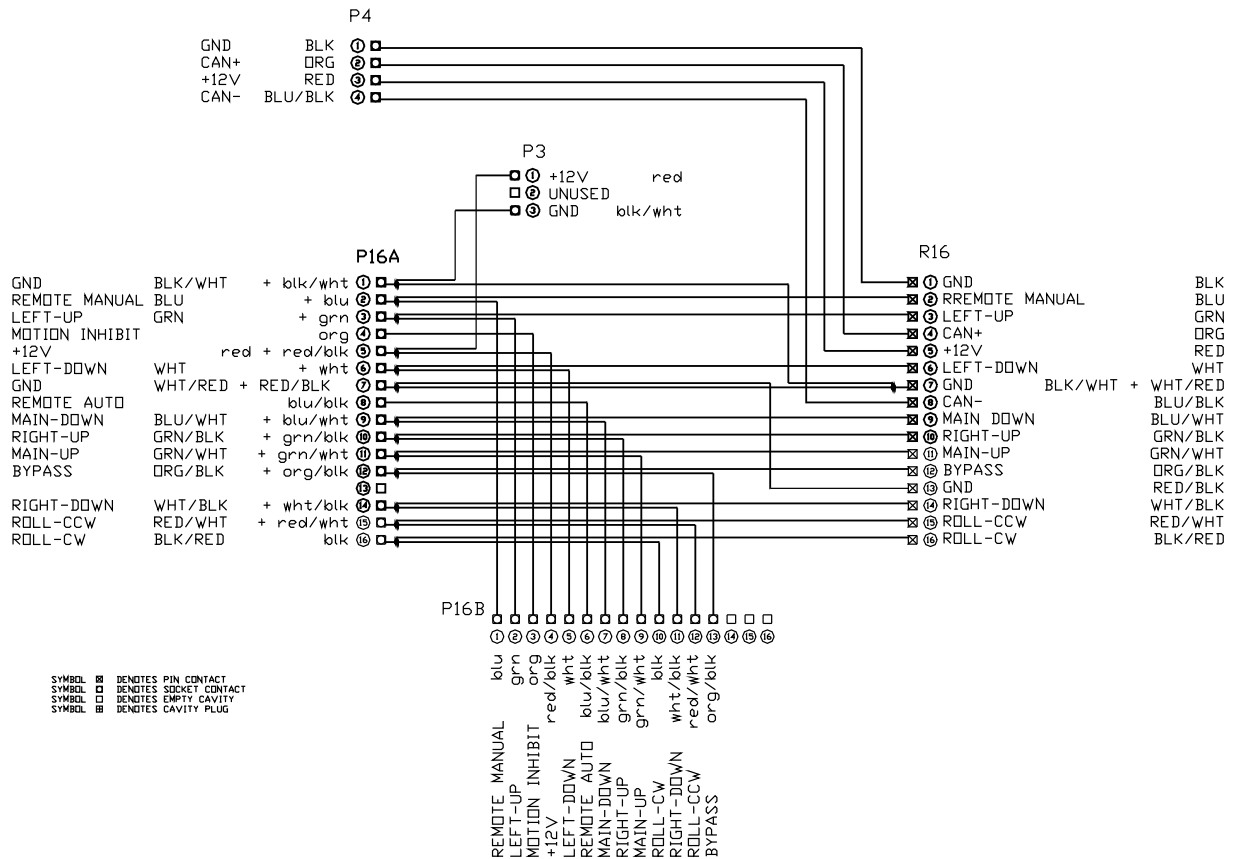 P4
GND BLK 1
CAN+ ORG 2
+12V RED 3
CAN- BLU/BLK 4
P3
1 +12V red
2 UNUSED
3 GND blk/wht
P16A
GND BLK/WHT + blk/wht 1
REMOTE MANUAL BLU + blu 2
LEFT-UP GRN + grn 3
MOTION INHIBIT org 4
+12V red + red/blk 5
LEFT-DOWN WHT + wht 6
GND WHT/RED + RED/BLK 7
REMOTE AUTO blu/blk 8
MAIN-DOWN BLU/WHT + blu/wht 9
RIGHT-UP GRN/BLK + grn/blk 10
MAIN-UP GRN/WHT + grn/wht 11
BYPASS ORG/BLK + org/blk 12
13
RIGHT-DOWN WHT/BLK + wht/blk 14
ROLL-CCW RED/WHT + red/wht 15
ROLL-CW BLK/RED blk 16
R16
1 GND BLK
2 RREMOTE MANUAL BLU
3 LEFT-UP GRN
4 CAN+ ORG
5 +12V RED
6 LEFT-DOWN WHT
7 GND BLK/WHT + WHT/RED
8 CAN- BLU/BLK
9 MAIN DOWN BLU/WHT
10 RIGHT-UP GRN/BLK
11 MAIN-UP GRN/WHT
12 BYPASS ORG/BLK
13 GND RED/BLK
14 RIGHT-DOWN WHT/BLK
15 ROLL-CCW RED/WHT
16 ROLL-CW BLK/RED
P16B
1 blu REMOTE MANUAL
2 grn LEFT-UP
3 org MOTION INHIBIT
4 red/blk +12V
5 wht LEFT-DOWN
6 blu/blk REMOTE AUTO
7 blu/wht MAIN-DOWN
8 grn/blk RIGHT-UP
9 grn/wht MAIN-UP
10 blk ROLL-CW
11 wht/blk RIGHT-DOWN
12 red/wht ROLL-CCW
13 org/blk BYPASS
14
15
16
SYMBOL DENOTES PIN CONTACT
SYMBOL DENOTES SOCKET CONTACT
SYMBOL DENOTES EMPTY CAVITY
SYMBOL DENOTES CAVITY PLUG